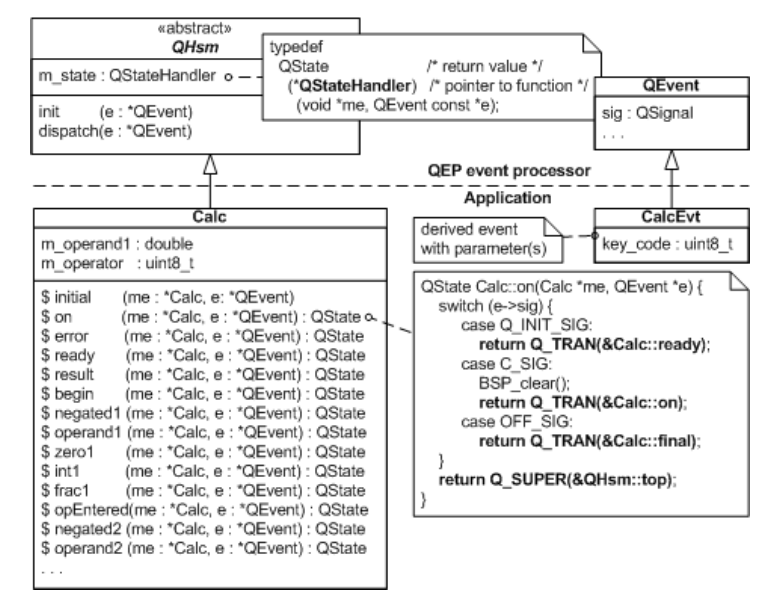 «abstract»
QHsm
m_state : QStateHandler
init (e : *QEvent)
dispatch(e : *QEvent)
typedef
QState /* return value */
(*QStateHandler) /* pointer to function */
(void *me, QEvent const *e);
QEvent
sig : QSignal
. . .
QEP event processor
Application
Calc
m_operand1 : double
m_operator : uint8_t
$ initial (me : *Calc, e: *QEvent)
$ on (me : *Calc, e : *QEvent) : QState
$ error (me : *Calc, e : *QEvent) : QState
$ ready (me : *Calc, e : *QEvent) : QState
$ result (me : *Calc, e : *QEvent) : QState
$ begin (me : *Calc, e : *QEvent) : QState
$ negated1 (me : *Calc, e : *QEvent) : QState
$ operand1 (me : *Calc, e : *QEvent) : QState
$ zero1 (me : *Calc, e : *QEvent) : QState
$ int1 (me : *Calc, e : *QEvent) : QState
$ frac1 (me : *Calc, e : *QEvent) : QState
$ opEntered(me : *Calc, e : *QEvent) : QState
$ negated2 (me : *Calc, e : *QEvent) : QState
$ operand2 (me : *Calc, e : *QEvent) : QState
. . .
derived event
with parameter(s)
CalcEvt
key_code : uint8_t
QState Calc::on(Calc *me, QEvent *e) {
switch (e->sig) {
case Q_INIT_SIG:
return Q_TRAN(&Calc::ready);
case C_SIG:
BSP_clear();
return Q_TRAN(&Calc::on);
case OFF_SIG:
return Q_TRAN(&Calc::final);
}
return Q_SUPER(&QHsm::top);
}